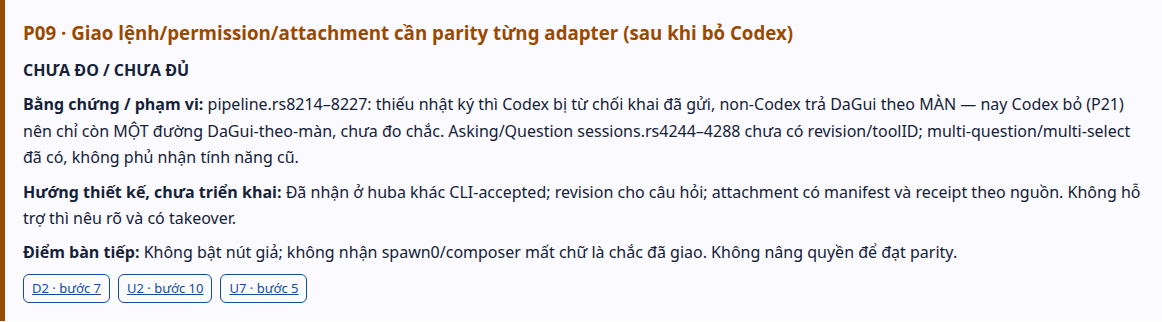 P09 · Giao lệnh/permission/attachment cần parity từng adapter (sau khi bỏ Codex)
CHƯA ĐO / CHƯA ĐỦ
Bằng chứng / phạm vi: pipeline.rs8214–8227: thiếu nhật ký thì Codex bị từ chối khai đã gửi, non-Codex trả DaGui theo MÀN — nay Codex bỏ (P21)
nên chỉ còn MỘT đường DaGui-theo-màn, chưa đo chắc. Asking/Question sessions.rs4244–4288 chưa có revision/toolID; multi-question/multi-select
đã có, không phủ nhận tính năng cũ.
Hướng thiết kế, chưa triển khai: Đã nhận ở huba khác CLI-accepted; revision cho câu hỏi; attachment có manifest và receipt theo nguồn. Không hỗ
trợ thì nêu rõ và có takeover.
Điểm bàn tiếp: Không bật nút giả; không nhận spawn0/composer mất chữ là chắc đã giao. Không nâng quyền để đạt parity.
D2 · bước 7 U2 · bước 10 U7 · bước 5